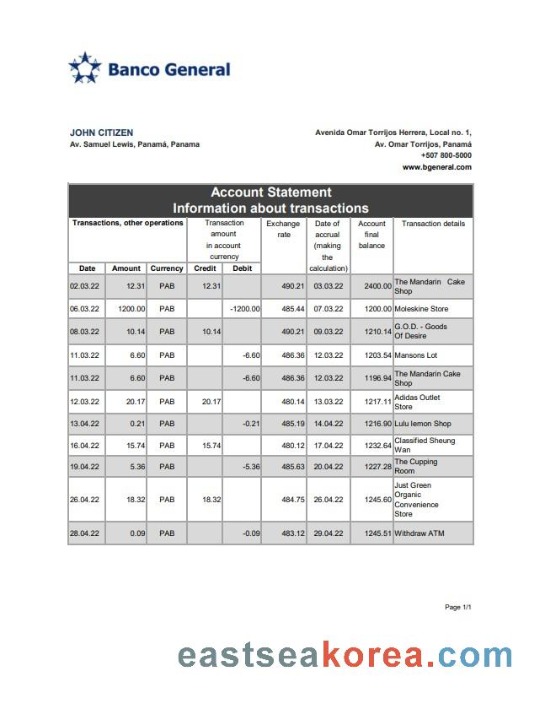 Banco General
JOHN CITIZEN
Av. Samuel Lewis, Panamá, Panama
Avenida Omar Torrijos Herrera, Local no. 1,
Av. Omar Torrijos, Panamá
+507 800-5000
www.bgeneral.com
Account Statement
Information about transactions
Transactions, other operations Transaction amount in account currency Exchange rate Date of accrual (making the calculation) Account final balance Transaction details
Date Amount Currency Credit Debit
02.03.22 12.31 PAB 12.31 490.21 03.03.22 2400.00 The Mandarin Cake Shop
06.03.22 1200.00 PAB -1200.00 485.44 07.03.22 1200.00 Moleskine Store
08.03.22 10.14 PAB 10.14 490.21 09.03.22 1210.14 G.O.D. - Goods Of Desire
11.03.22 6.60 PAB -6.60 486.36 12.03.22 1203.54 Mansons Lot
11.03.22 6.60 PAB -6.60 486.36 12.03.22 1196.94 The Mandarin Cake Shop
12.03.22 20.17 PAB 20.17 480.14 13.03.22 1217.11 Adidas Outlet Store
13.04.22 0.21 PAB -0.21 485.19 14.04.22 1216.90 Lulu lemon Shop
16.04.22 15.74 PAB 15.74 480.12 17.04.22 1232.64 Classified Sheung Wan
19.04.22 5.36 PAB -5.36 485.63 20.04.22 1227.28 The Cupping Room
26.04.22 18.32 PAB 18.32 484.75 26.04.22 1245.60 Just Green Organic Convenience Store
28.04.22 0.09 PAB -0.09 483.12 29.04.22 1245.51 Withdraw ATM
Page 1/1
eastseakorea.com